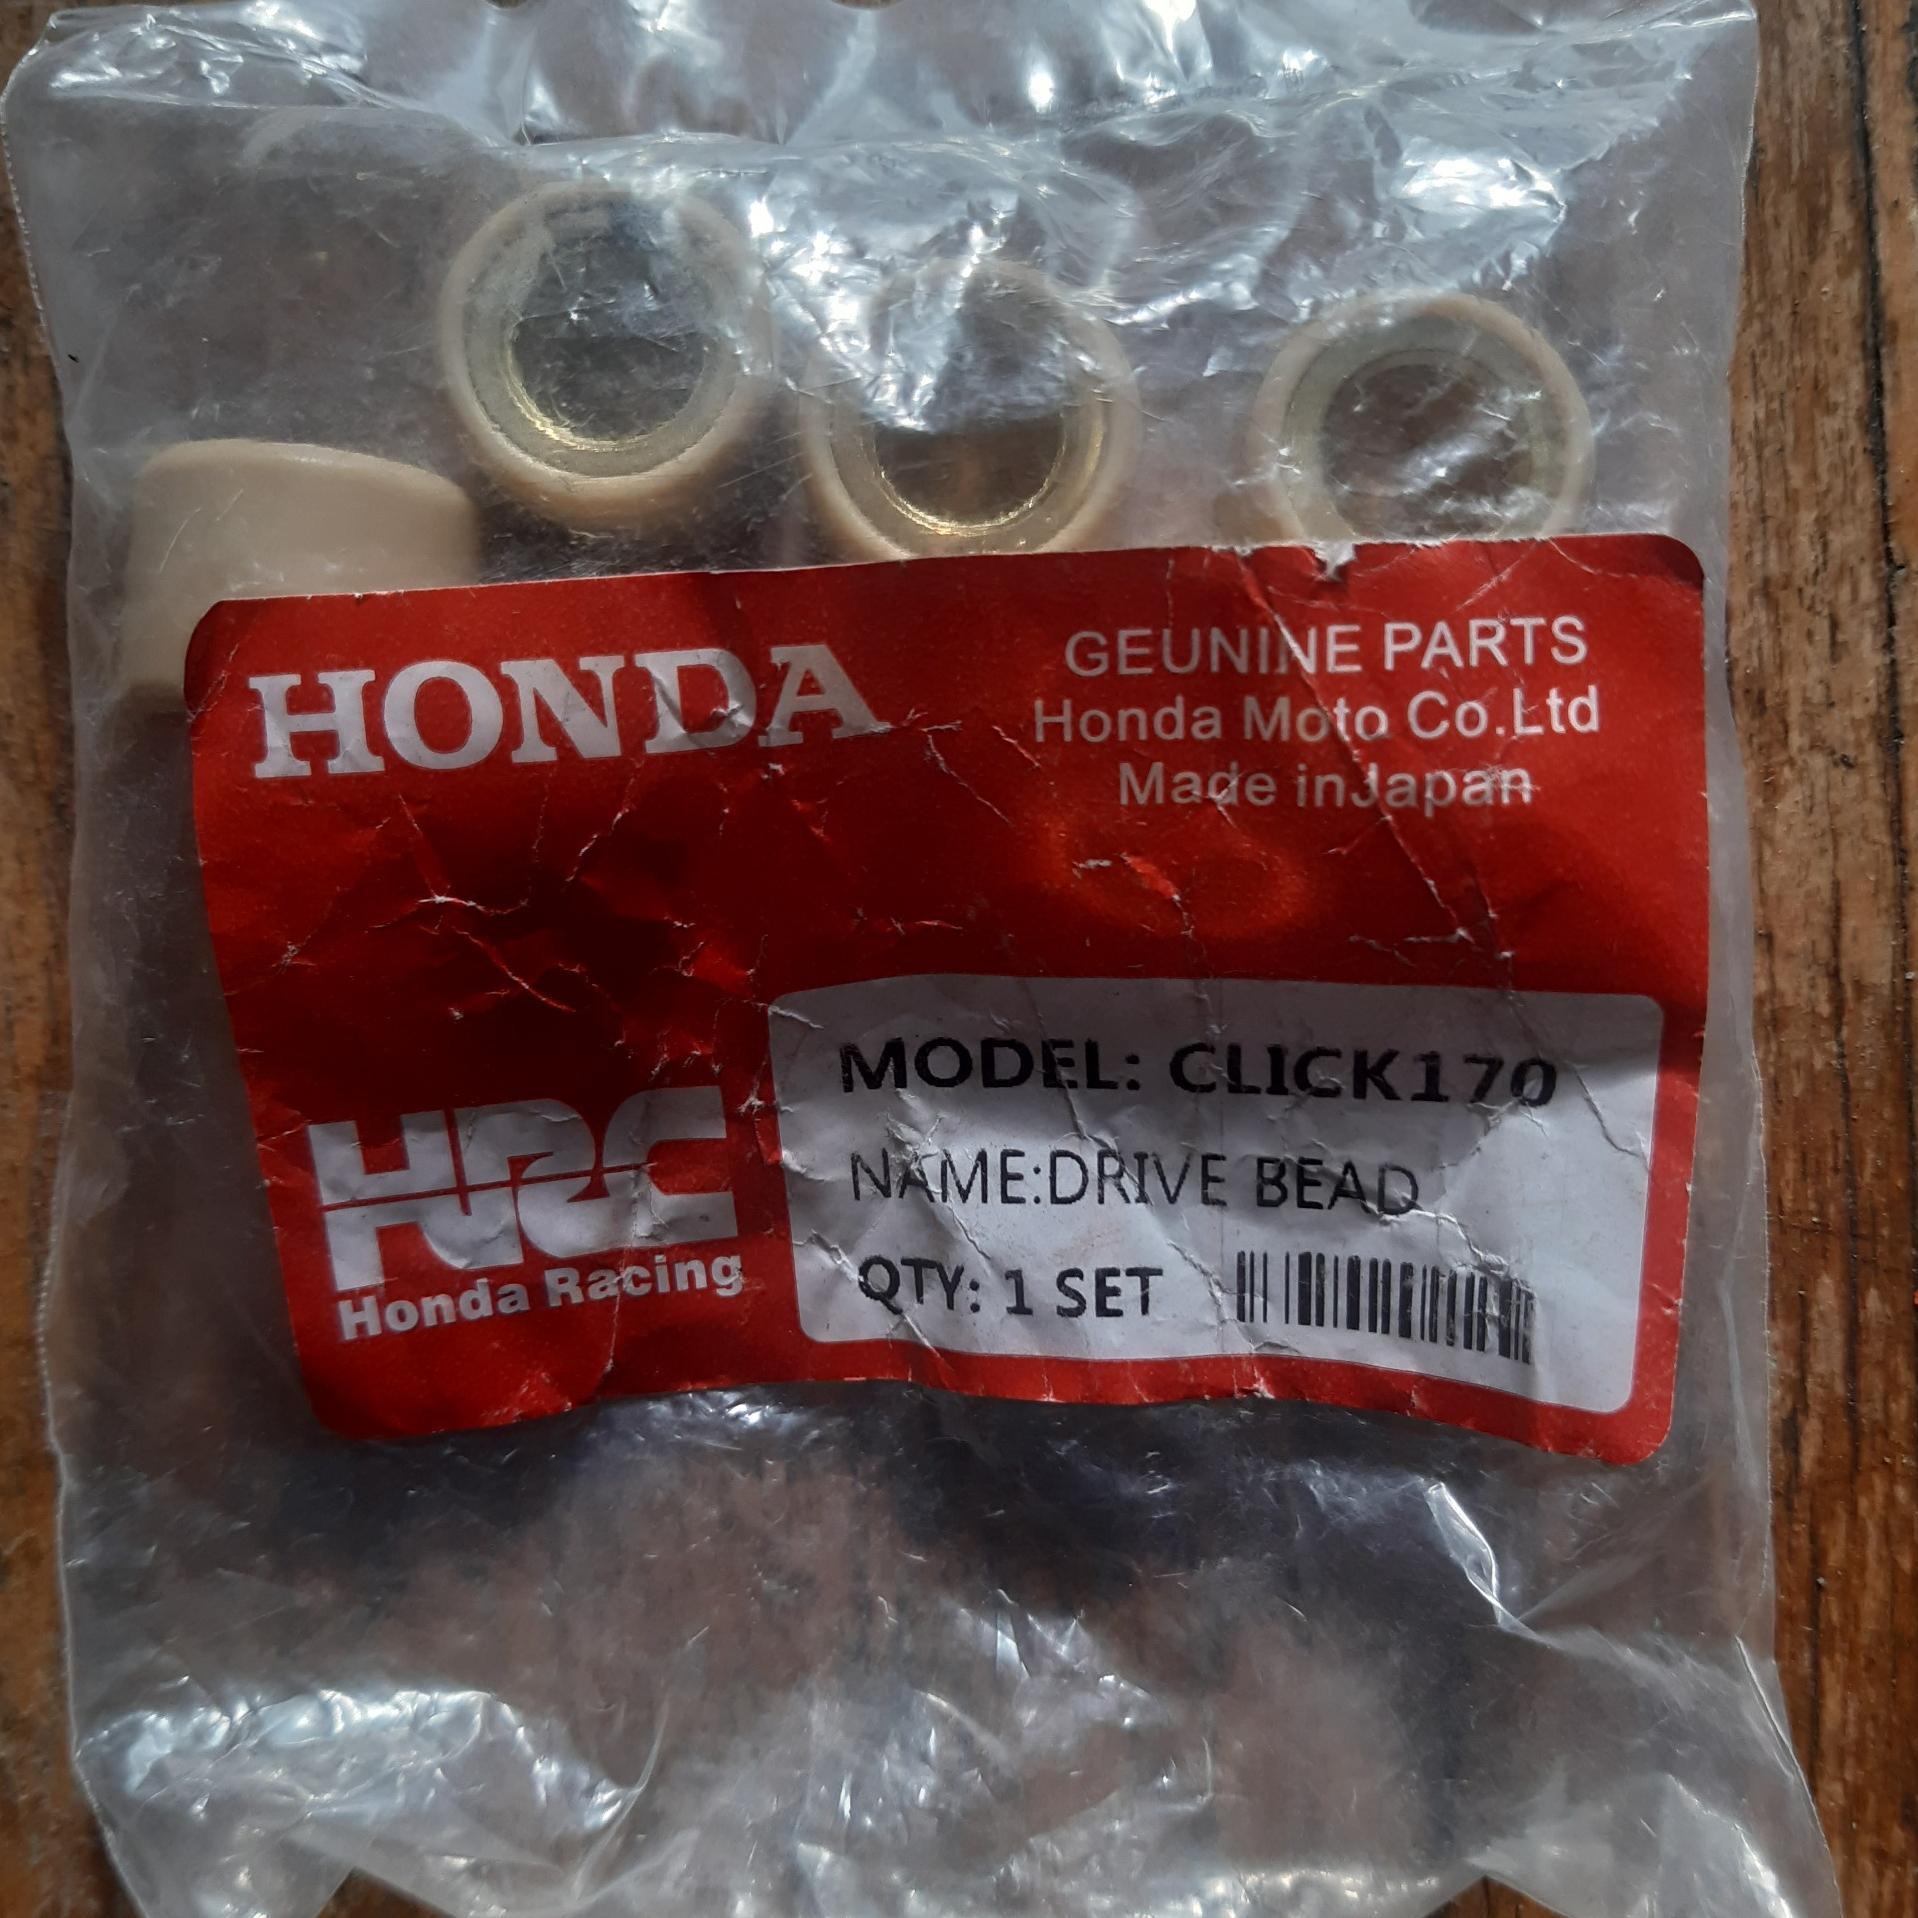 HONDA
GEUNINE PARTS
Honda Moto Co.Ltd
Made inJapan
HRC
Honda Racing
MODEL: CLICK170
NAME:DRIVE BEAD
QTY: 1 SET